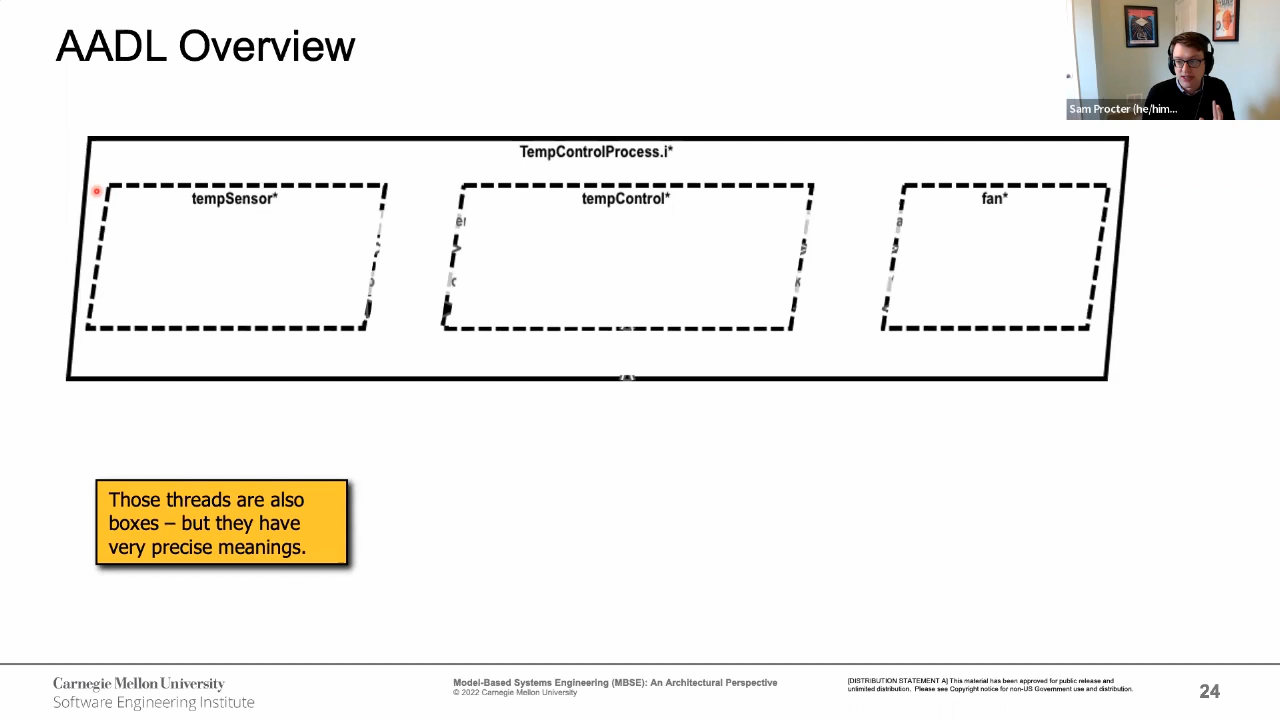 AADL Overview
Sam Procter (he/him...
TempControlProcess.i*
tempSensor*
tempControl*
fan*
Those threads are also
boxes – but they have
very precise meanings.
Carnegie Mellon University
Software Engineering Institute
Model-Based Systems Engineering (MBSE): An Architectural Perspective
© 2022 Carnegie Mellon University
[DISTRIBUTION STATEMENT A] This material has been approved for public release and
unlimited distribution. Please see Copyright notice for non-US Government use and distribution.
24